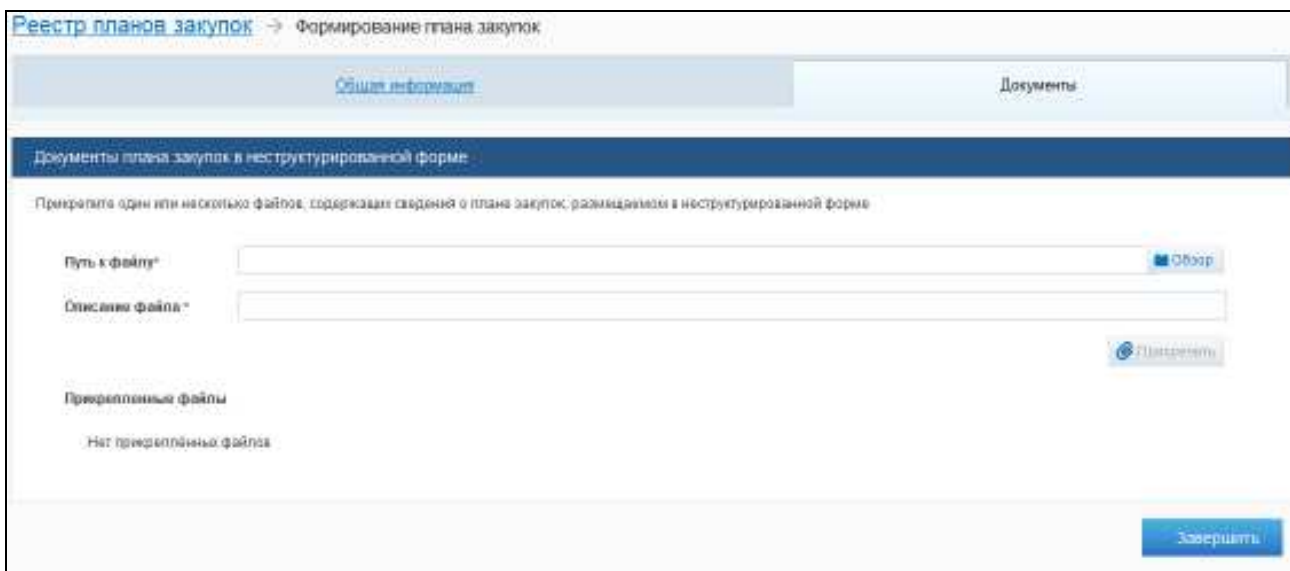 Реестр планов закупок → Формирование плана закупок
Общая информация
Документы
Документы плана закупок в неструктурированной форме
Прикрепите один или несколько файлов, содержащих сведения о плане закупок, размещаемом в неструктурированной форме
Путь к файлу*
Обзор
Описание файла *
Прикрепить
Прикрепленные файлы
Нет прикреплённых файлов
Завершить